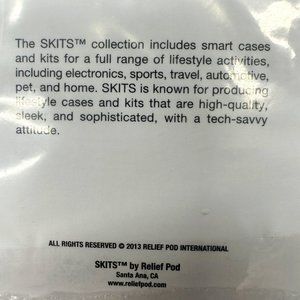 The SKITS™ collection includes smart cases
and kits for a full range of lifestyle activities,
including electronics, sports, travel, automotive,
pet, and home. SKITS is known for producing
lifestyle cases and kits that are high-quality,
sleek, and sophisticated, with a tech-savvy
attitude.
ALL RIGHTS RESERVED © 2013 RELIEF POD INTERNATIONAL
SKITS™ by Relief Pod
Santa Ana, CA
www.reliefpod.com